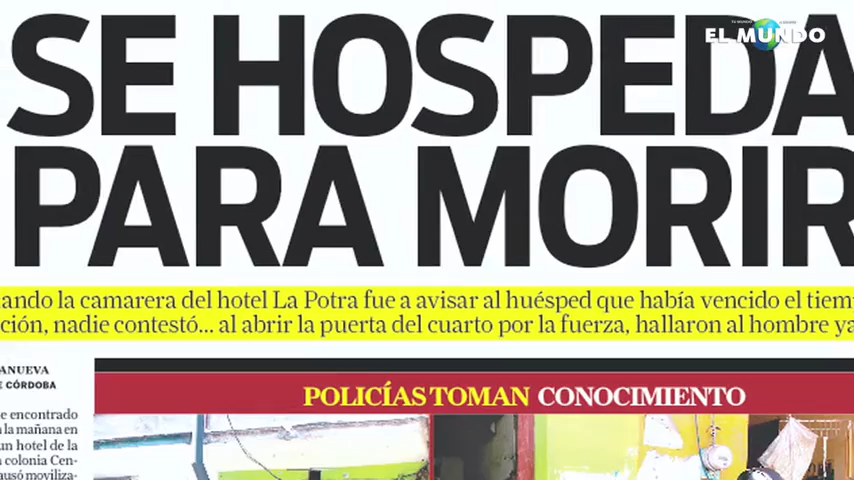 EL MUNDO
SE HOSPEDA
PARA MORIR
ando la camarera del hotel La Potra fue a avisar al huésped que había vencido el tiem
ción, nadie contestó... al abrir la puerta del cuarto por la fuerza, hallaron al hombre ya
ANUEVA
E CÓRDOBA
POLICÍAS TOMAN CONOCIMIENTO
e encontrado
la mañana en
un hotel de la
colonia Cen-
ausó moviliza-